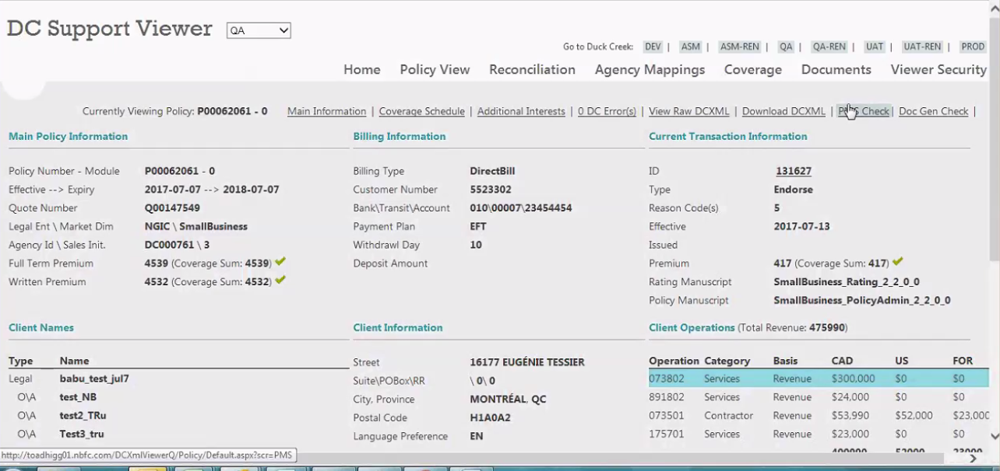 DC Support Viewer QA
Go to Duck Creek: DEV | ASM | ASM-REN | QA | QA-REN | UAT | UAT-REN | PROD
Home Policy View Reconciliation Agency Mappings Coverage Documents Viewer Security
Currently Viewing Policy: P00062061 - 0 Main Information | Coverage Schedule | Additional Interests | 0 DC Error(s) | View Raw DCXML | Download DCXML | Check | Doc Gen Check |
Main Policy Information
Policy Number - Module P00062061 - 0
Effective --> Expiry 2017-07-07 --> 2018-07-07
Quote Number Q00147549
Legal Ent \ Market Dim NGIC \ SmallBusiness
Agency Id \ Sales Init. DC000761 \ 3
Full Term Premium 4539 (Coverage Sum: 4539)
Written Premium 4532 (Coverage Sum: 4532)
Billing Information
Billing Type DirectBill
Customer Number 5523302
Bank\Transit\Account 010\00007\23454454
Payment Plan EFT
Withdrawl Day 10
Deposit Amount
Current Transaction Information
ID 131627
Type Endorse
Reason Code(s) 5
Effective 2017-07-13
Issued
Premium 417 (Coverage Sum: 417)
Rating Manuscript SmallBusiness_Rating_2_2_0_0
Policy Manuscript SmallBusiness_PolicyAdmin_2_2_0_0
Client Names
Type Name
Legal babu_test_jul7
O\A test_NB
O\A test2_TRu
O\A Test3_tru
Client Information
Street 16177 EUGÉNIE TESSIER
Suite\POBox\RR \ 0\ 0
City, Province MONTRÉAL, QC
Postal Code H1A0A2
Language Preference EN
Client Operations (Total Revenue: 475990)
Operation Category Basis CAD US FOR
073802 Services Revenue $300,000 $0 $0
891802 Services Revenue $24,000 $0 $0
073501 Contractor Revenue $53,990 $52,000 $23,000
175701 Services Revenue $23,000 $0 $0
400990 52000 23000
http://toadhigg01.nbfc.com/DCXmlViewerQ/Policy/Default.aspx?scr=PMS